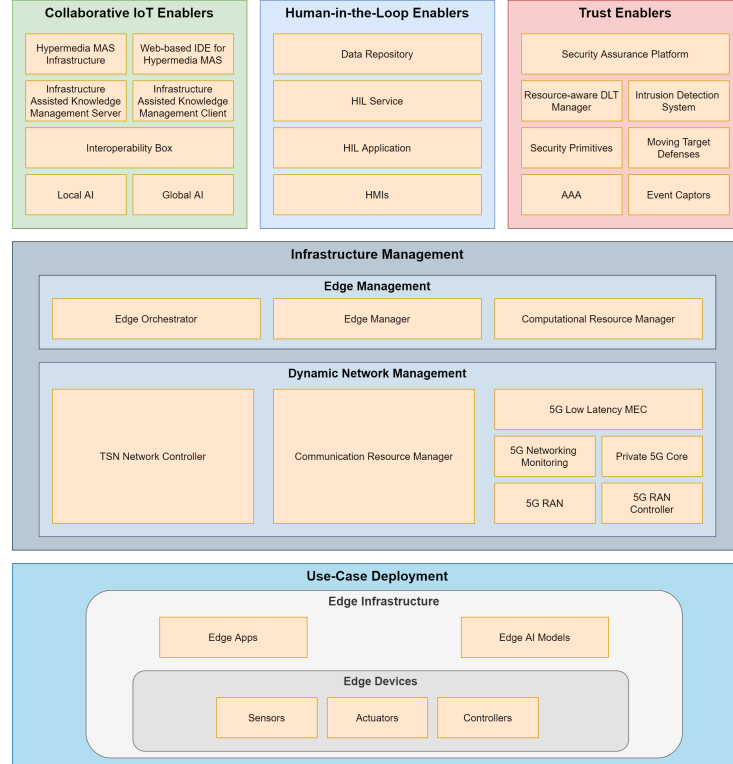 Collaborative IoT Enablers
Hypermedia MAS
Infrastructure
Web-based IDE for
Hypermedia MAS
Infrastructure
Assisted Knowledge
Management Server
Infrastructure
Assisted Knowledge
Management Client
Interoperability Box
Local AI
Global AI
Human-in-the-Loop Enablers
Data Repository
HIL Service
HIL Application
HMIs
Trust Enablers
Security Assurance Platform
Resource-aware DLT
Manager
Intrusion Detection
System
Security Primitives
Moving Target
Defenses
AAA
Event Captors
Infrastructure Management
Edge Management
Edge Orchestrator
Edge Manager
Computational Resource Manager
Dynamic Network Management
TSN Network Controller
Communication Resource Manager
5G Low Latency MEC
5G Networking
Monitoring
Private 5G Core
5G RAN
5G RAN
Controller
Use-Case Deployment
Edge Infrastructure
Edge Apps
Edge AI Models
Edge Devices
Sensors
Actuators
Controllers